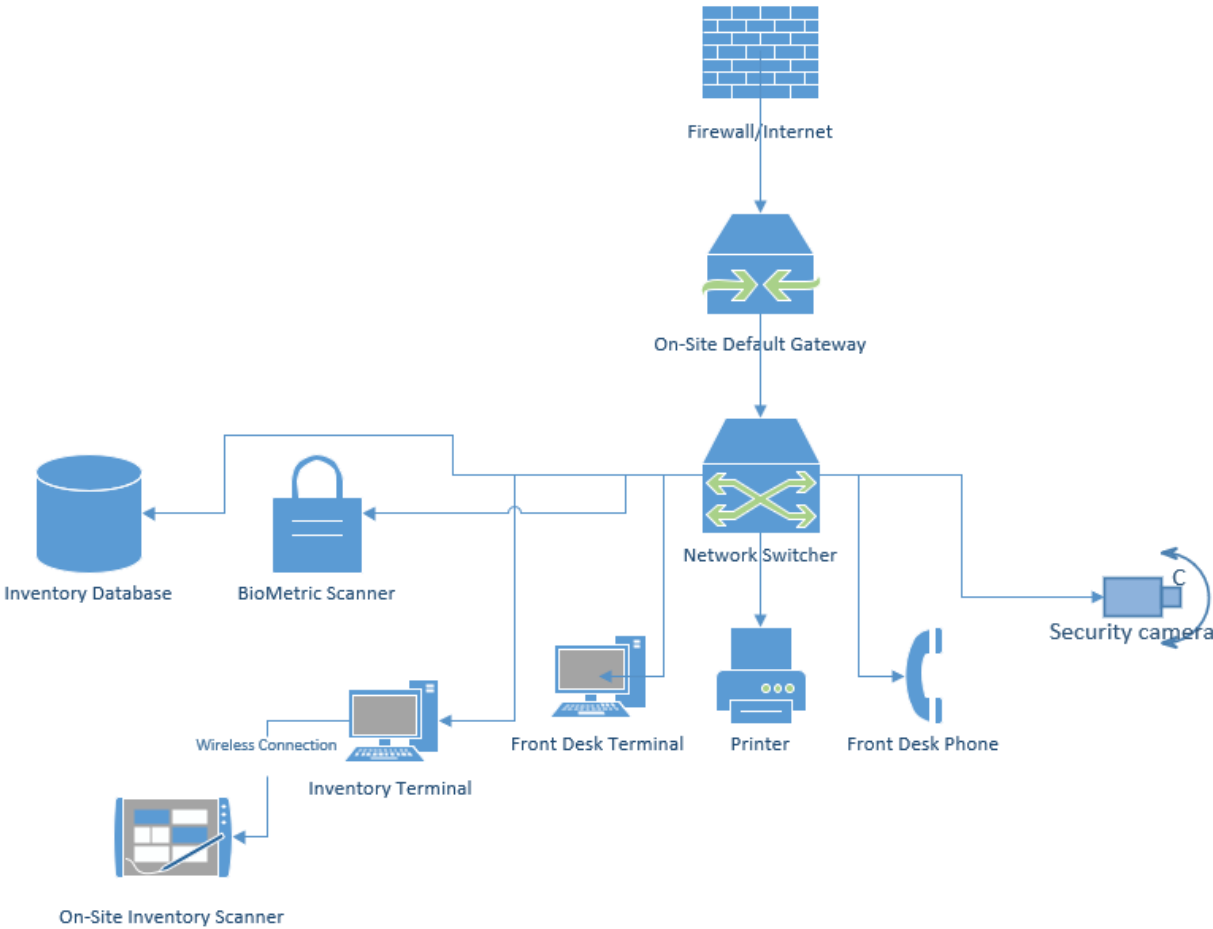 Firewall/Internet
On-Site Default Gateway
Network Switcher
Inventory Database
BioMetric Scanner
C
Security camera
Wireless Connection
Front Desk Terminal
Printer
Front Desk Phone
Inventory Terminal
On-Site Inventory Scanner